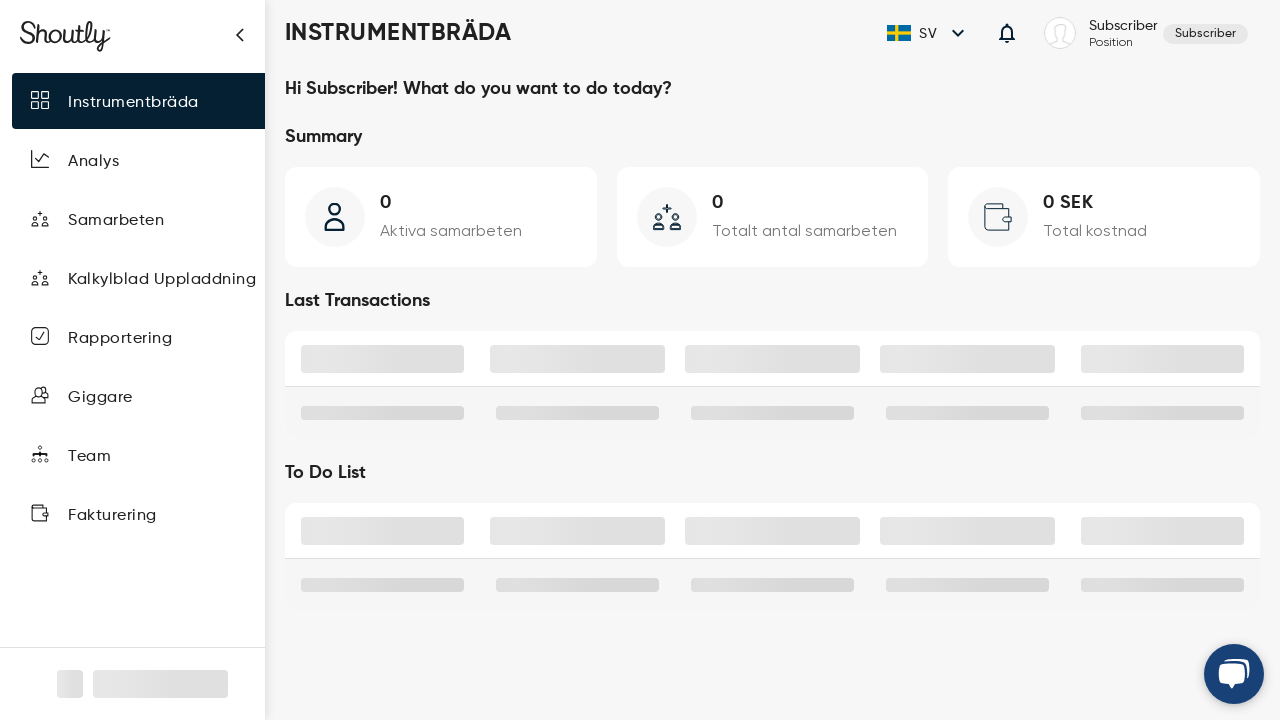 Shoutly
INSTRUMENTBRÄDA
SV
Subscriber
Position
Subscriber
Instrumentbräda
Analys
Samarbeten
Kalkylblad Uppladdning
Rapportering
Giggare
Team
Fakturering
Hi Subscriber! What do you want to do today?
Summary
0
Aktiva samarbeten
0
Totalt antal samarbeten
0 SEK
Total kostnad
Last Transactions
To Do List